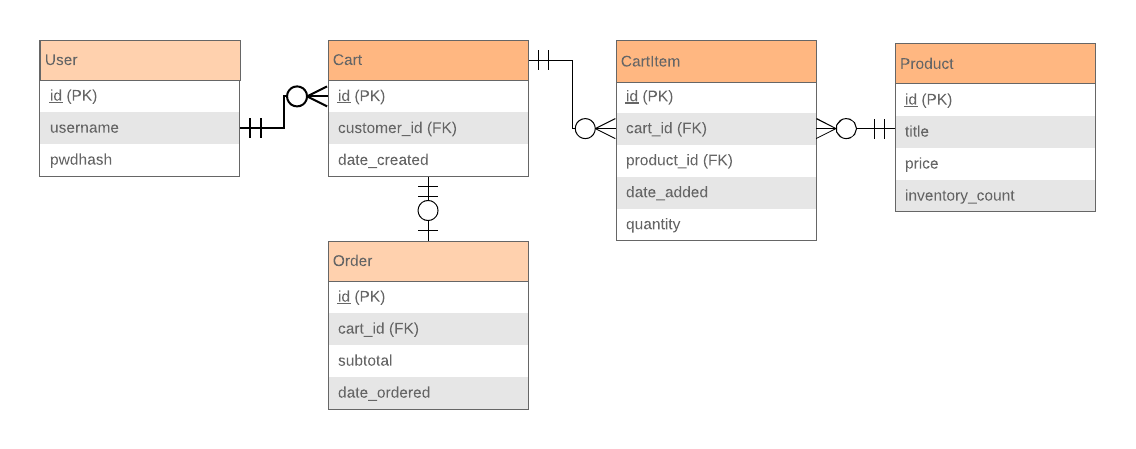 User
id (PK)
username
pwdhash
Cart
id (PK)
customer_id (FK)
date_created
Order
id (PK)
cart_id (FK)
subtotal
date_ordered
CartItem
id (PK)
cart_id (FK)
product_id (FK)
date_added
quantity
Product
id (PK)
title
price
inventory_count